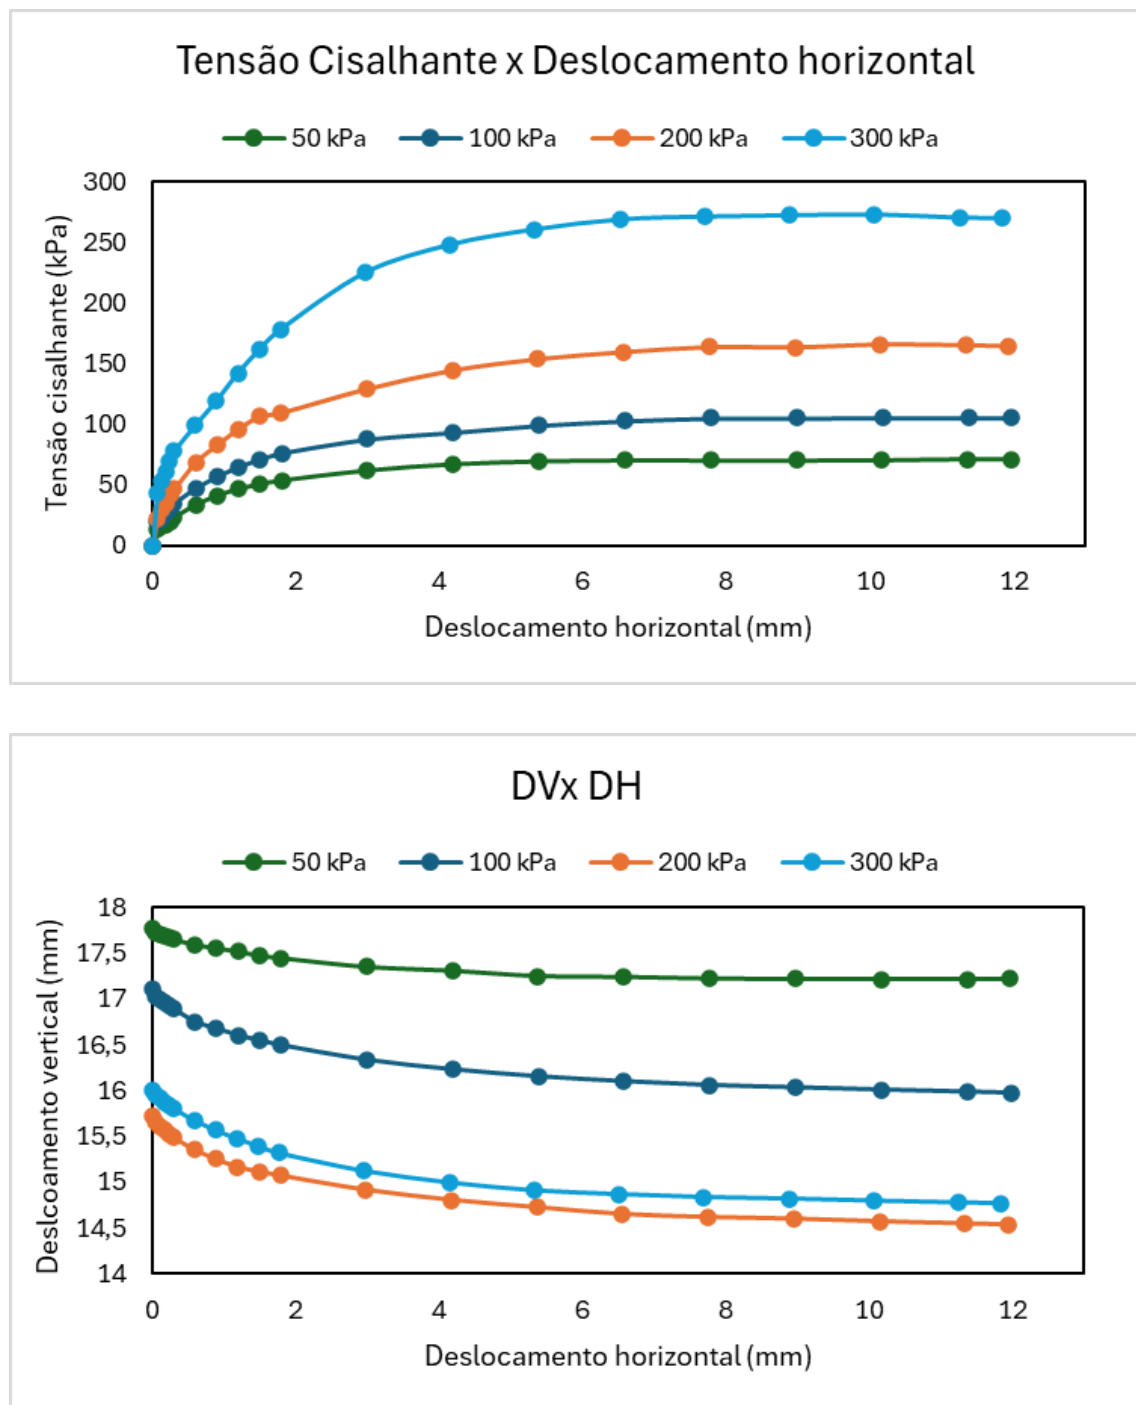 Tensão Cisalhante x Deslocamento horizontal
50 kPa 100 kPa 200 kPa 300 kPa
Tensão cisalhante (kPa)
300
250
200
150
100
50
0
0 2 4 6 8 10 12
Deslocamento horizontal (mm)
DVx DH
50 kPa 100 kPa 200 kPa 300 kPa
Deslcoamento vertical (mm)
18
17,5
17
16,5
16
15,5
15
14,5
14
0 2 4 6 8 10 12
Deslocamento horizontal (mm)